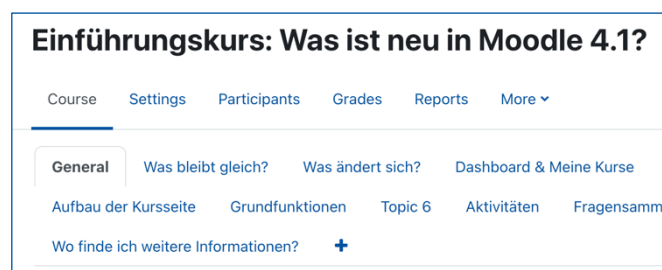 Einführungskurs: Was ist neu in Moodle 4.1?
Course Settings Participants Grades Reports More
General Was bleibt gleich? Was ändert sich? Dashboard & Meine Kurse
Aufbau der Kursseite Grundfunktionen Topic 6 Aktivitäten Fragensamm
Wo finde ich weitere Informationen? +